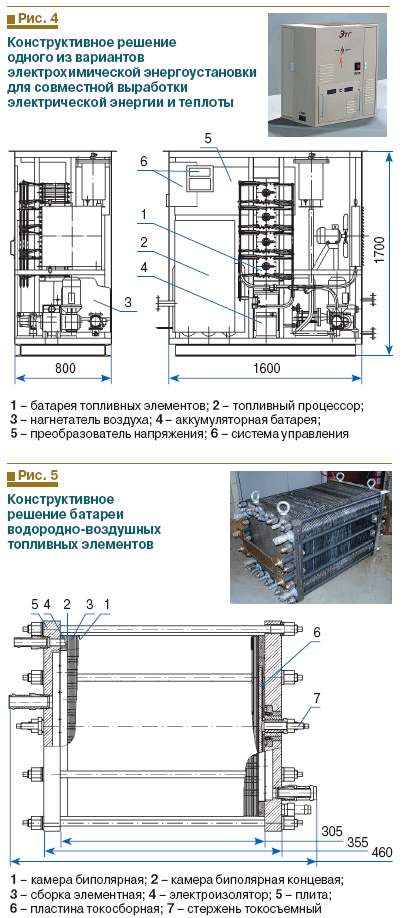 Рис. 4
Конструктивное решение
одного из вариантов
электрохимической энергоустановки
для совместной выработки
электрической энергии и теплоты
ЭТГ
5
6
1
2
4
3
1700
800
1600
1 – батарея топливных элементов; 2 – топливный процессор;
3 – нагнетатель воздуха; 4 – аккумуляторная батарея;
5 – преобразователь напряжения; 6 – система управления
Рис. 5
Конструктивное
решение батареи
водородно-воздушных
топливных элементов
5 4 2 3 1
6
7
305
355
460
1 – камера биполярная; 2 – камера биполярная концевая;
3 – сборка элементная; 4 – электроизолятор; 5 – плита;
6 – пластина токосборная; 7 – стержень токосъемный